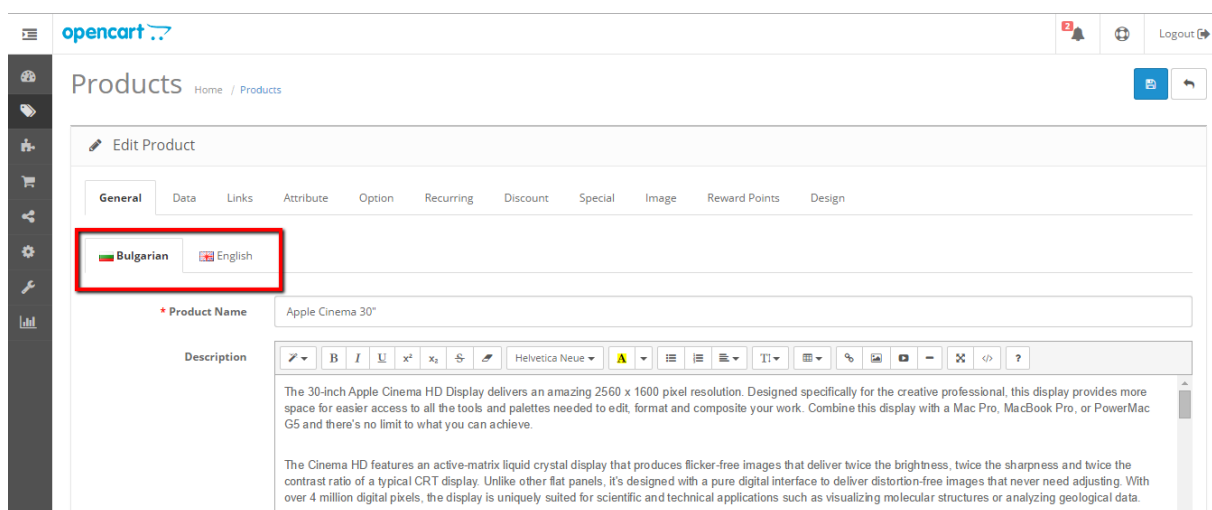 opencart
2
Logout
Products Home / Products
Edit Product
General Data Links Attribute Option Recurring Discount Special Image Reward Points Design
Bulgarian English
* Product Name Apple Cinema 30"
Description B I U x² x₂ S Helvetica Neue A TI </> ?
The 30-inch Apple Cinema HD Display delivers an amazing 2560 x 1600 pixel resolution. Designed specifically for the creative professional, this display provides more
space for easier access to all the tools and palettes needed to edit, format and composite your work. Combine this display with a Mac Pro, MacBook Pro, or PowerMac
G5 and there's no limit to what you can achieve.
The Cinema HD features an active-matrix liquid crystal display that produces flicker-free images that deliver twice the brightness, twice the sharpness and twice the
contrast ratio of a typical CRT display. Unlike other flat panels, it's designed with a pure digital interface to deliver distortion-free images that never need adjusting. With
over 4 million digital pixels, the display is uniquely suited for scientific and technical applications such as visualizing molecular structures or analyzing geological data.